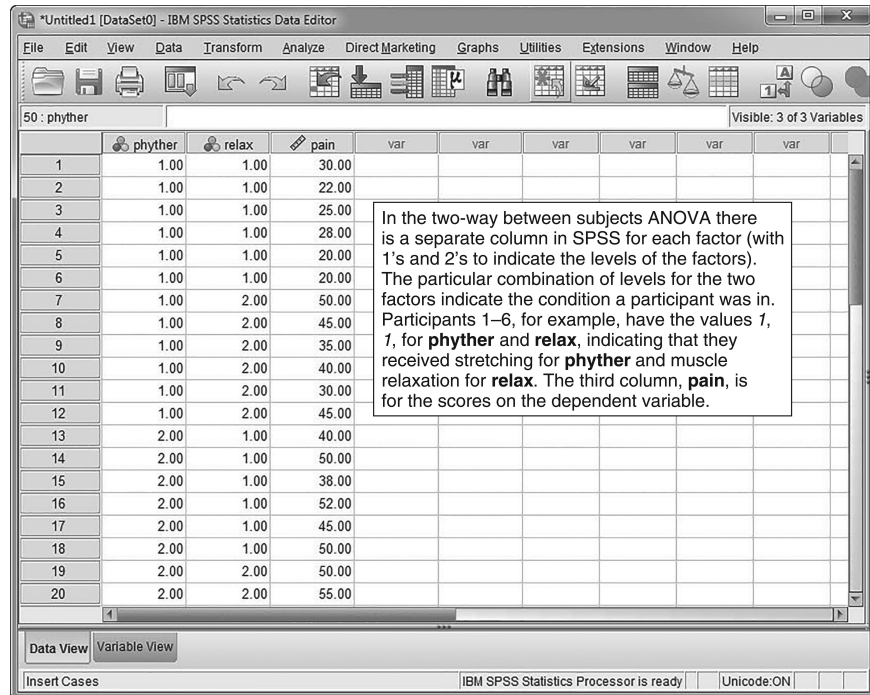 *Untitled1 [DataSet0] - IBM SPSS Statistics Data Editor
File Edit View Data Transform Analyze Direct Marketing Graphs Utilities Extensions Window Help
50 : phyther
Visible: 3 of 3 Variables
phyther relax pain var var var var var var
1 1.00 1.00 30.00
2 1.00 1.00 22.00
3 1.00 1.00 25.00
4 1.00 1.00 28.00
5 1.00 1.00 20.00
6 1.00 1.00 20.00
7 1.00 2.00 50.00
8 1.00 2.00 45.00
9 1.00 2.00 35.00
10 1.00 2.00 40.00
11 1.00 2.00 30.00
12 1.00 2.00 45.00
13 2.00 1.00 40.00
14 2.00 1.00 50.00
15 2.00 1.00 38.00
16 2.00 1.00 52.00
17 2.00 1.00 45.00
18 2.00 1.00 50.00
19 2.00 2.00 50.00
20 2.00 2.00 55.00
In the two-way between subjects ANOVA there
is a separate column in SPSS for each factor (with
1's and 2's to indicate the levels of the factors).
The particular combination of levels for the two
factors indicate the condition a participant was in.
Participants 1–6, for example, have the values 1,
1, for phyther and relax, indicating that they
received stretching for phyther and muscle
relaxation for relax. The third column, pain, is
for the scores on the dependent variable.
Data View Variable View
Insert Cases
IBM SPSS Statistics Processor is ready
Unicode:ON